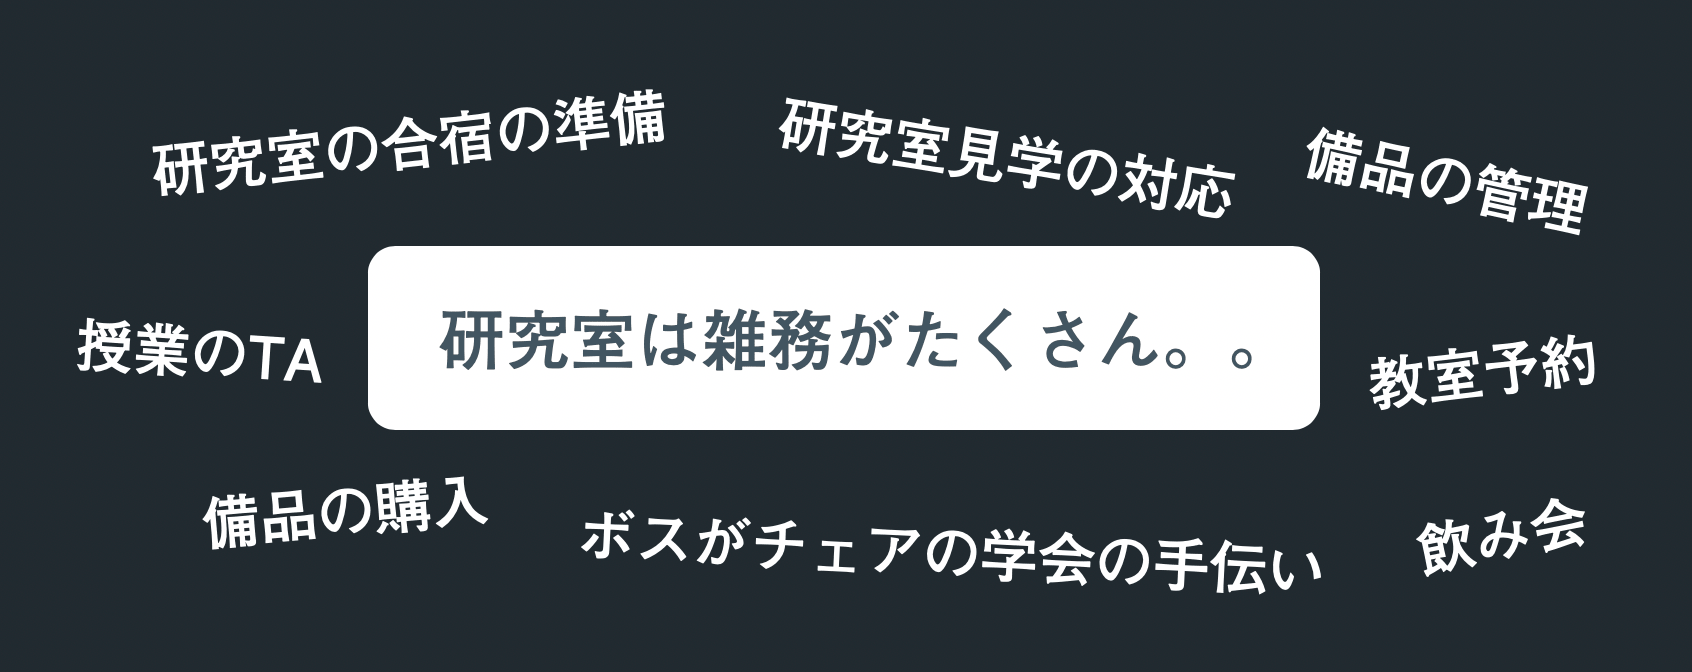 研究室の合宿の準備
研究室見学の対応
備品の管理
授業のTA
研究室は雑務がたくさん。。
教室予約
備品の購入
ボスがチェアの学会の手伝い
飲み会